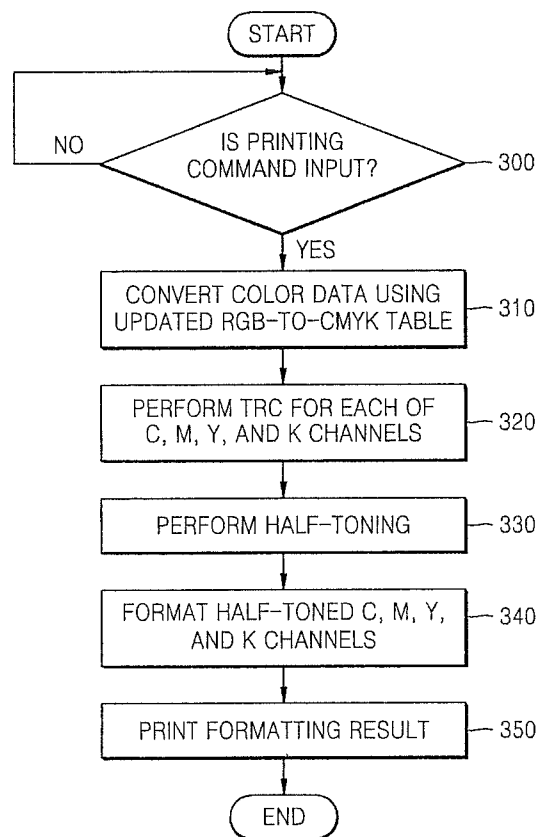 START
NO
IS PRINTING
COMMAND INPUT?
300
YES
CONVERT COLOR DATA USING
UPDATED RGB-TO-CMYK TABLE
310
PERFORM TRC FOR EACH OF
C, M, Y, AND K CHANNELS
320
PERFORM HALF-TONING
330
FORMAT HALF-TONED C, M, Y,
AND K CHANNELS
340
PRINT FORMATTING RESULT
350
END